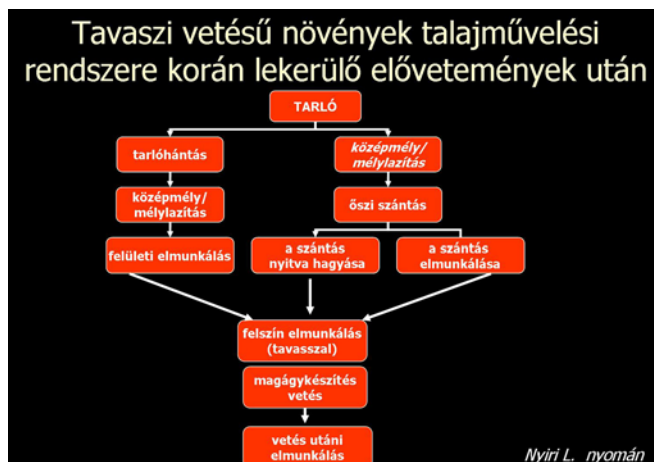 Tavaszi vetésű növények talajművelési
rendszere korán lekerülő elővetemények után
TARLÓ
tarlóhántás
középmély/
mélylazítás
középmély/
mélylazítás
őszi szántás
felületi elmunkálás
a szántás
nyitva hagyása
a szántás
elmunkálása
felszín elmunkálás
(tavasszal)
magágykészítés
vetés
vetés utáni
elmunkálás
Nyiri L. nyomán